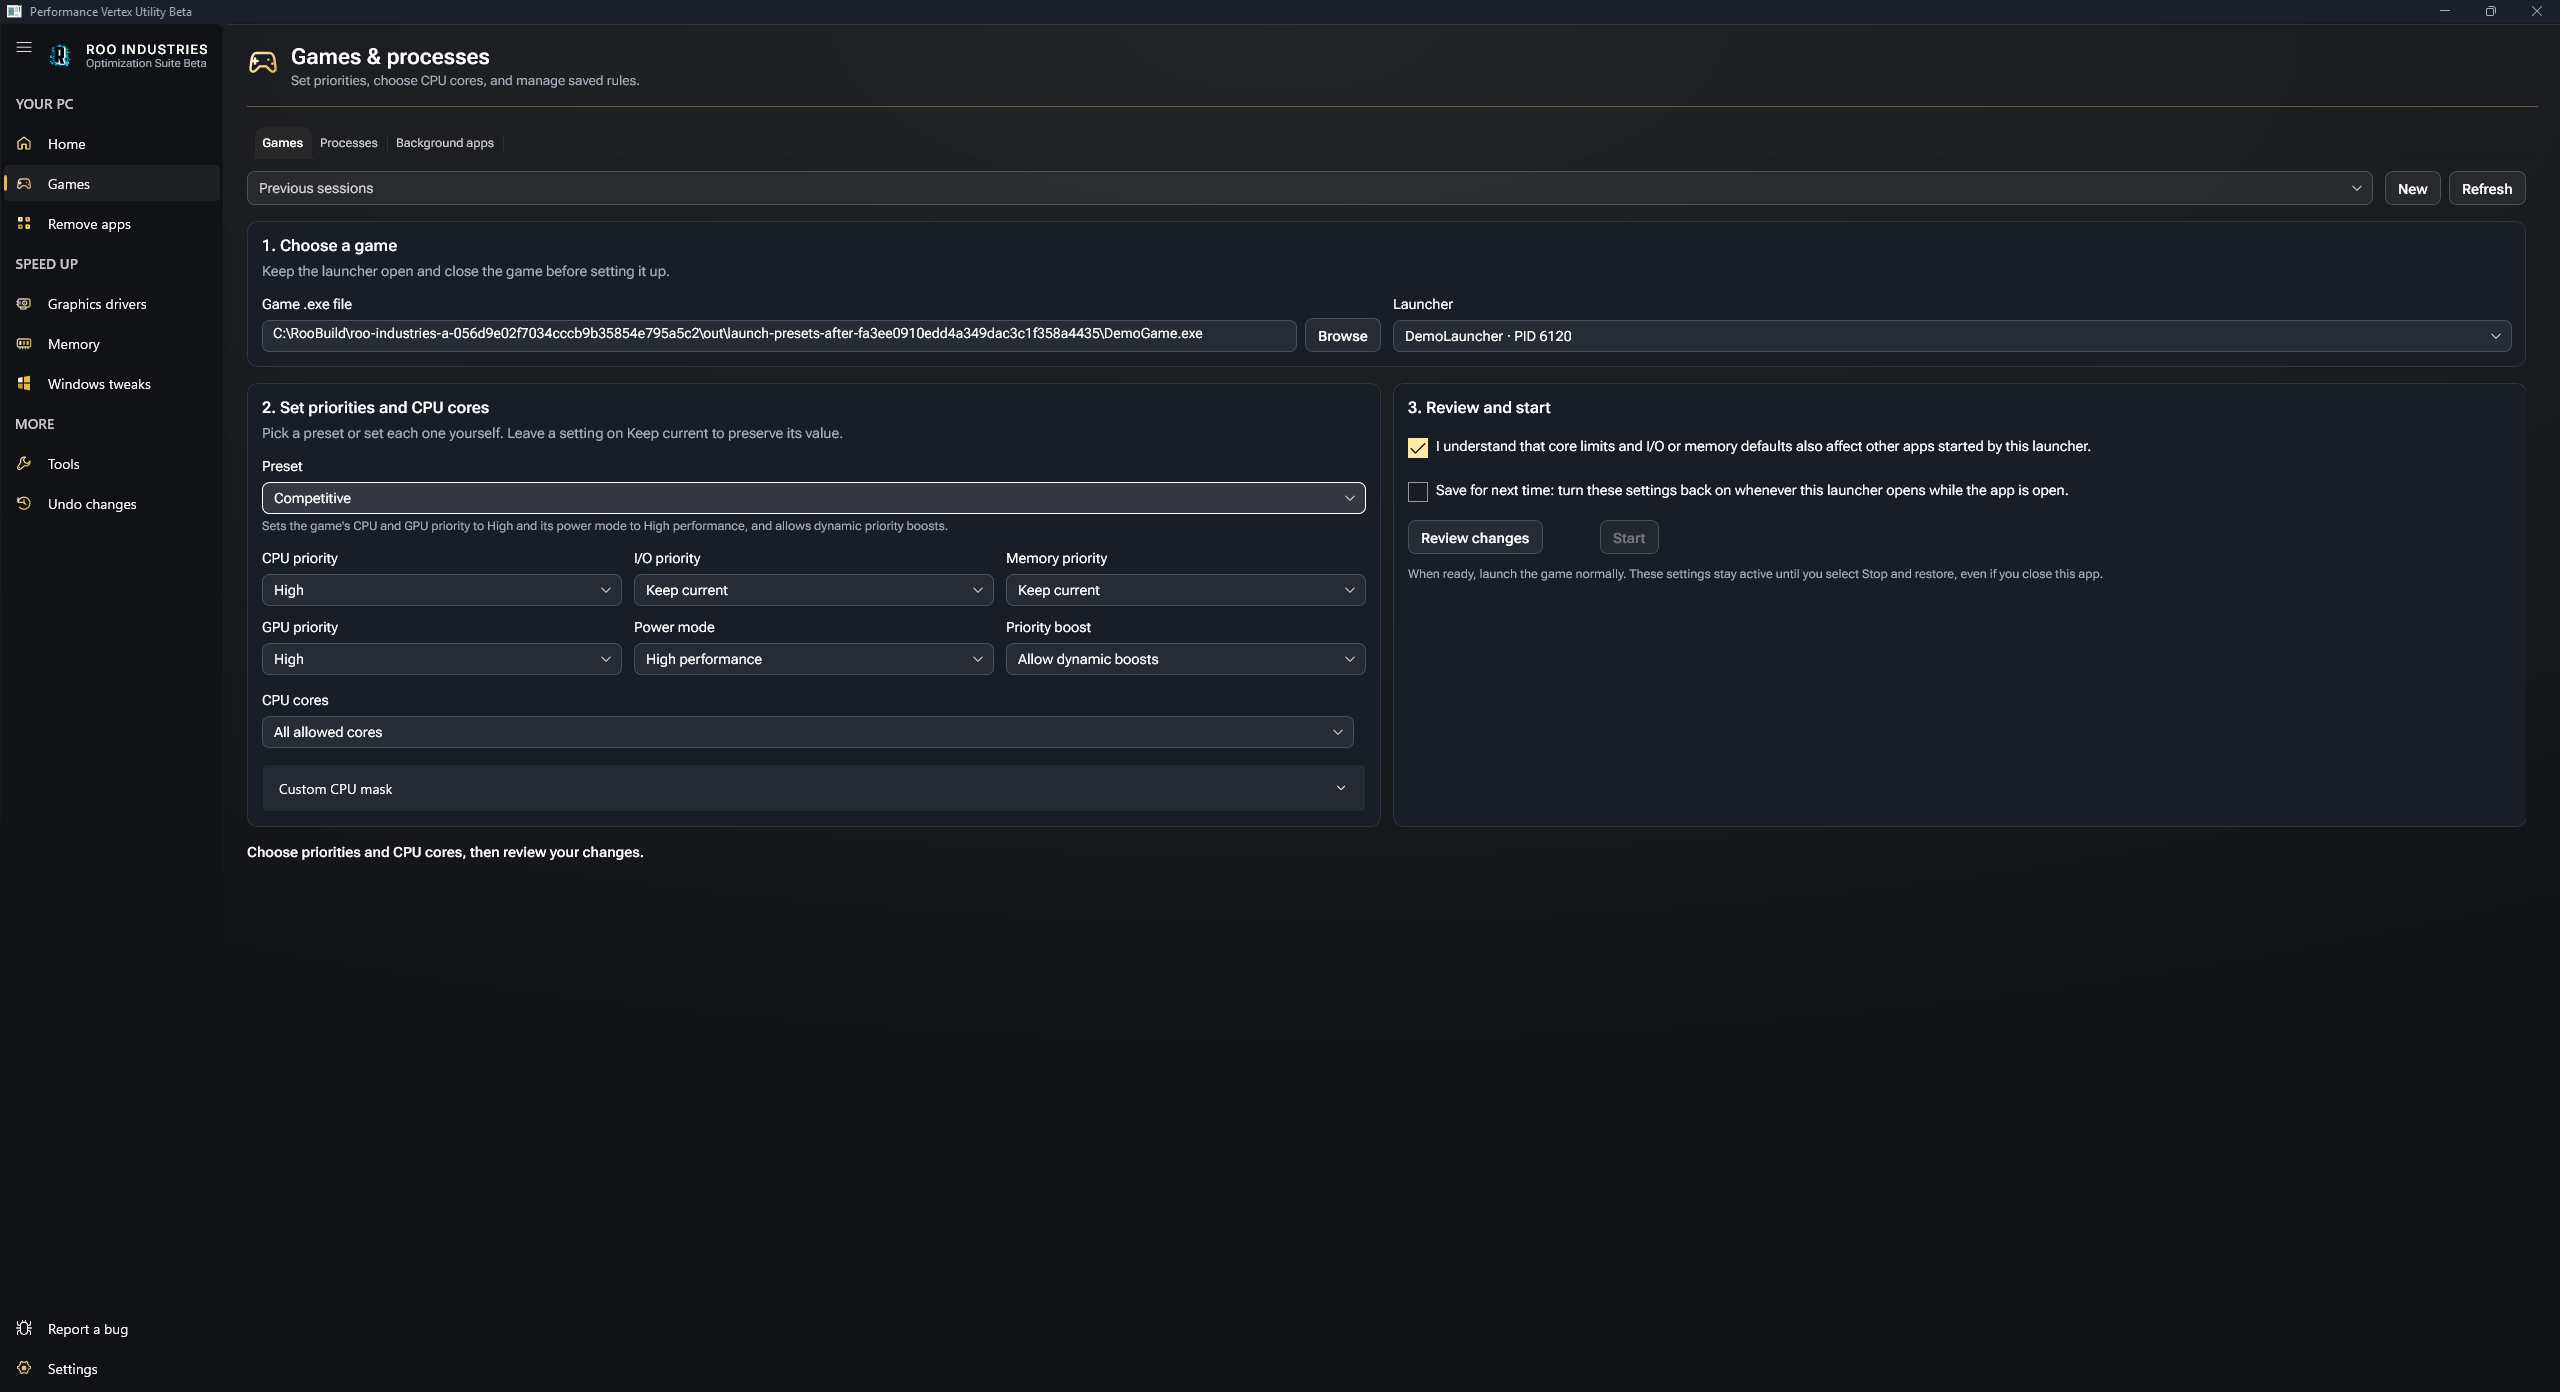 Performance Vertex Utility Beta
ROO INDUSTRIES
Optimization Suite Beta
YOUR PC
Home
Games
Remove apps
SPEED UP
Graphics drivers
Memory
Windows tweaks
MORE
Tools
Undo changes
Report a bug
Settings
Games & processes
Set priorities, choose CPU cores, and manage saved rules.
Games Processes Background apps
Previous sessions New Refresh
1. Choose a game
Keep the launcher open and close the game before setting it up.
Game .exe file Launcher
C:\RooBuild\roo-industries-a-056d9e02f7034cccb9b35854e795a5c2\out\launch-presets-after-fa3ee0910edd4a349dac3c1f358a4435\DemoGame.exe Browse DemoLauncher · PID 6120
2. Set priorities and CPU cores
Pick a preset or set each one yourself. Leave a setting on Keep current to preserve its value.
Preset
Competitive
Sets the game's CPU and GPU priority to High and its power mode to High performance, and allows dynamic priority boosts.
CPU priority I/O priority Memory priority
High Keep current Keep current
GPU priority Power mode Priority boost
High High performance Allow dynamic boosts
CPU cores
All allowed cores
Custom CPU mask
3. Review and start
I understand that core limits and I/O or memory defaults also affect other apps started by this launcher.
Save for next time: turn these settings back on whenever this launcher opens while the app is open.
Review changes Start
When ready, launch the game normally. These settings stay active until you select Stop and restore, even if you close this app.
Choose priorities and CPU cores, then review your changes.